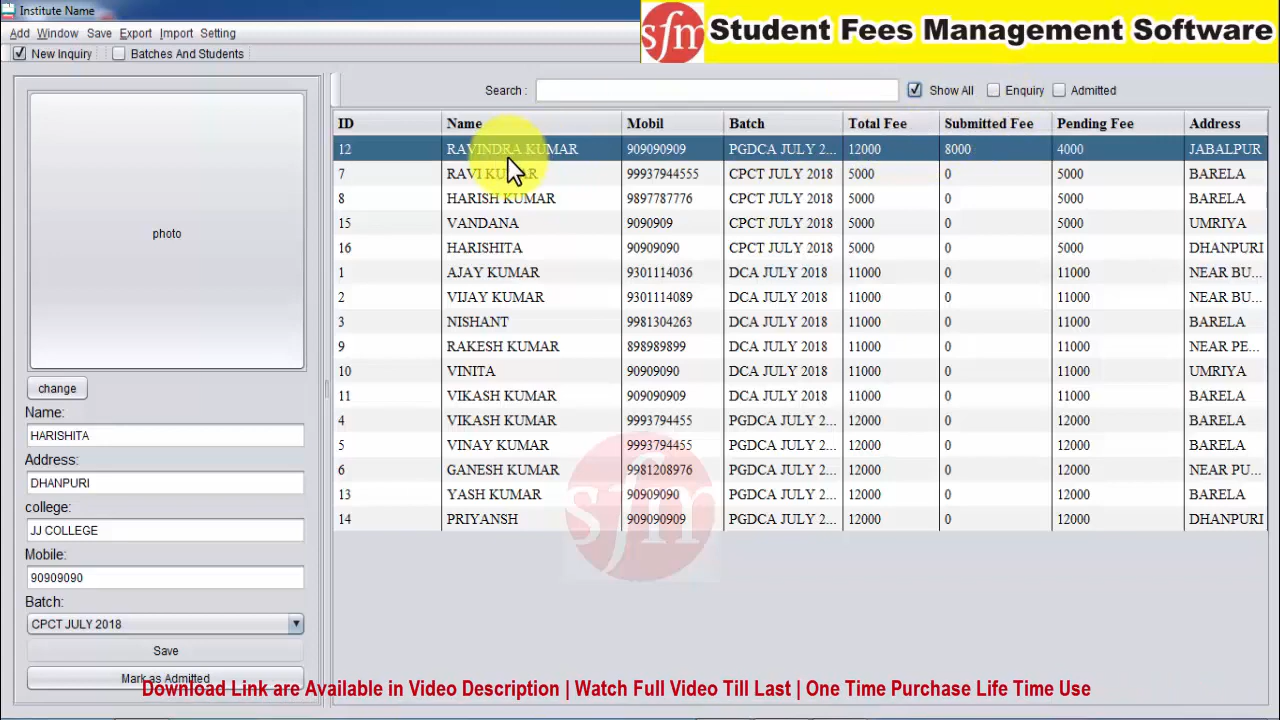 Institute Name
sfm Student Fees Management Software
Add Window Save Export Import Setting
New Inquiry Batches And Students
Search : Show All Enquiry Admitted
ID Name Mobil Batch Total Fee Submitted Fee Pending Fee Address
12 RAVINDRA KUMAR 909090909 PGDCA JULY 2... 12000 8000 4000 JABALPUR
7 RAVI KUMAR 99937944555 CPCT JULY 2018 5000 0 5000 BARELA
8 HARISH KUMAR 9897787776 CPCT JULY 2018 5000 0 5000 BARELA
15 VANDANA 9090909 CPCT JULY 2018 5000 0 5000 UMRIYA
16 HARISHITA 90909090 CPCT JULY 2018 5000 0 5000 DHANPURI
1 AJAY KUMAR 9301114036 DCA JULY 2018 11000 0 11000 NEAR BU...
2 VIJAY KUMAR 9301114089 DCA JULY 2018 11000 0 11000 NEAR BU...
3 NISHANT 9981304263 DCA JULY 2018 11000 0 11000 BARELA
9 RAKESH KUMAR 898989899 DCA JULY 2018 11000 0 11000 NEAR PE...
10 VINITA 90909090 DCA JULY 2018 11000 0 11000 UMRIYA
11 VIKASH KUMAR 909090909 DCA JULY 2018 11000 0 11000 BARELA
4 VIKASH KUMAR 9993794455 PGDCA JULY 2... 12000 0 12000 BARELA
5 VINAY KUMAR 9993794455 PGDCA JULY 2... 12000 0 12000 BARELA
6 GANESH KUMAR 9981208976 PGDCA JULY 2... 12000 0 12000 NEAR PU...
13 YASH KUMAR 90909090 PGDCA JULY 2... 12000 0 12000 BARELA
14 PRIYANSH 909090909 PGDCA JULY 2... 12000 0 12000 DHANPURI
sfm
photo
change
Name:
HARISHITA
Address:
DHANPURI
college:
JJ COLLEGE
Mobile:
90909090
Batch:
CPCT JULY 2018
Save
Mark as Admitted
Download Link are Available in Video Description | Watch Full Video Till Last | One Time Purchase Life Time Use